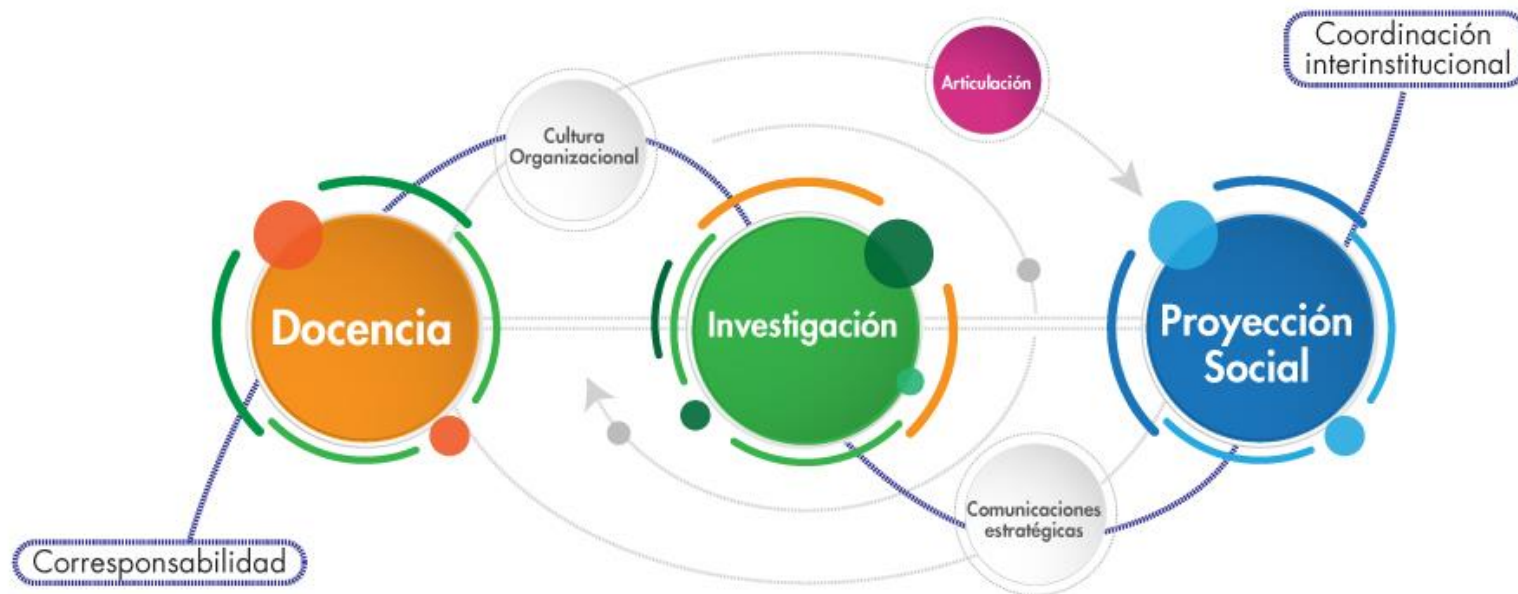 Coordinación
interinstitucional
Articulación
Cultura
Organizacional
Docencia
Investigación
Proyección
Social
Comunicaciones
estratégicas
Corresponsabilidad